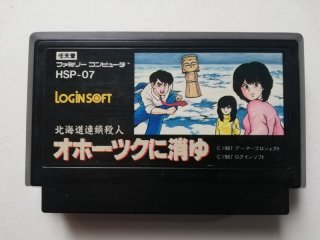 任天堂
ファミリー コンピュータ™
HSP-07
LOGiNSOFT
北海道連鎖殺人
オホーツクに消ゆ
©1987 アーマープロジェクト
©1987 ログインソフト